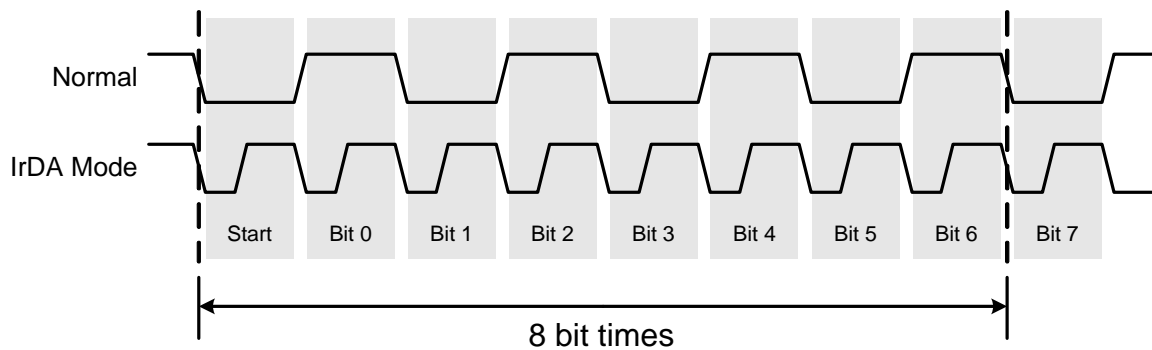 Normal
IrDA Mode
Start Bit 0 Bit 1 Bit 2 Bit 3 Bit 4 Bit 5 Bit 6 Bit 7
8 bit times